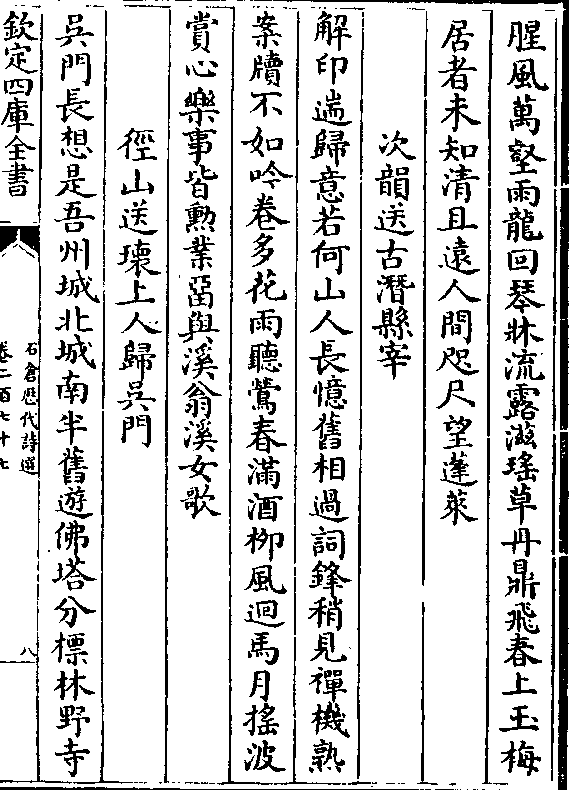 腥風萬壑雨龍回琴牀流露滋瑤草丹鼎飛春上玉梅
居者未知清且遠人間咫尺望蓬萊
次韻送古潛縣宰
解印遄歸意若何山人長憶舊相過詞鋒稍見禪機熟
案牘不如吟卷多花雨聽鶯春滿酒柳風迴馬月搖波
賞心樂事皆勲業畱與溪翁溪女歌
徑山送瓌上人歸吳門
吳門長想是吾州城北城南半舊遊佛塔分標林野寺
欽定四庫全書
石倉歷代詩選
卷二百七十七
八